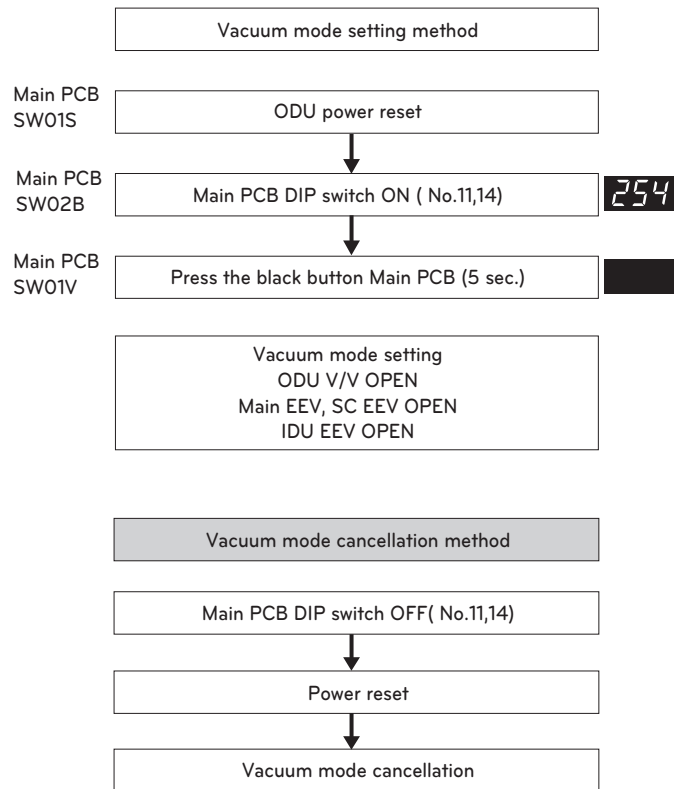 Vacuum mode setting method
Main PCB
SW01S
ODU power reset
Main PCB
SW02B
Main PCB DIP switch ON ( No.11,14)
254
Main PCB
SW01V
Press the black button Main PCB (5 sec.)
Vacuum mode setting
ODU V/V OPEN
Main EEV, SC EEV OPEN
IDU EEV OPEN
Vacuum mode cancellation method
Main PCB DIP switch OFF( No.11,14)
Power reset
Vacuum mode cancellation